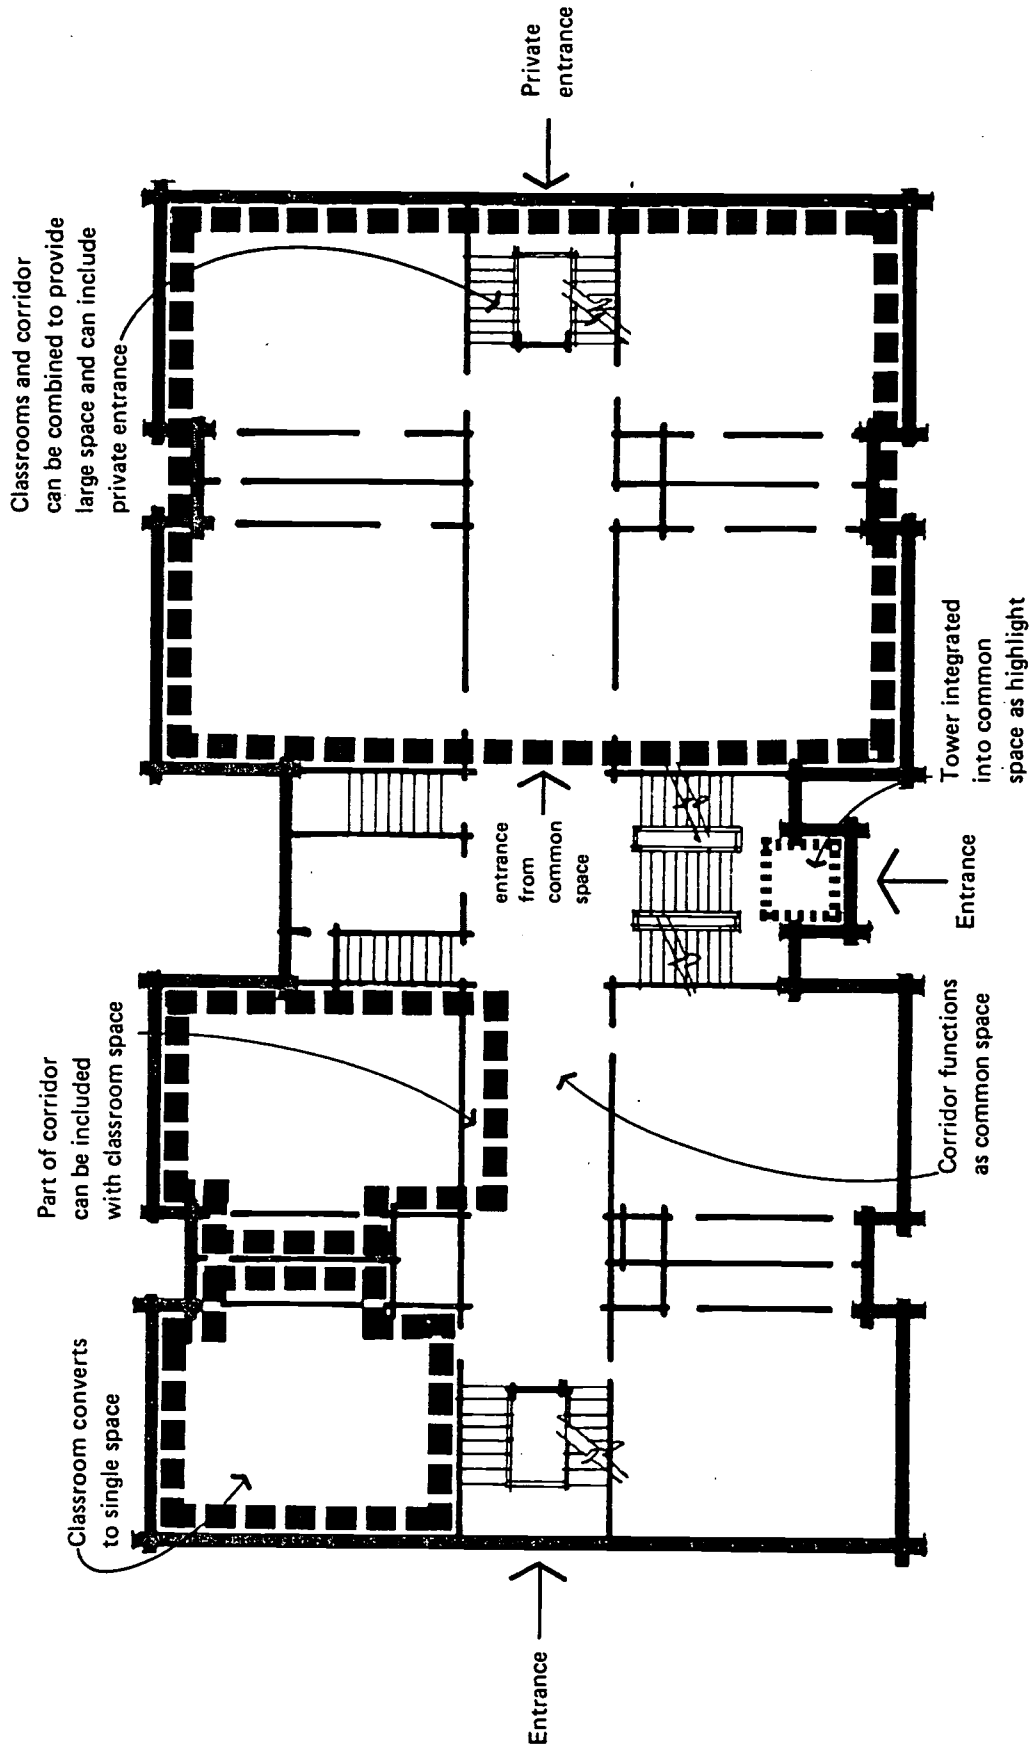 Classroom converts
to single space
Part of corridor
can be included
with classroom space
Classrooms and corridor
can be combined to provide
large space and can include
private entrance
Entrance
entrance
from
common
space
Private
entrance
Corridor functions
as common space
Entrance
Tower integrated
into common
space as highlight